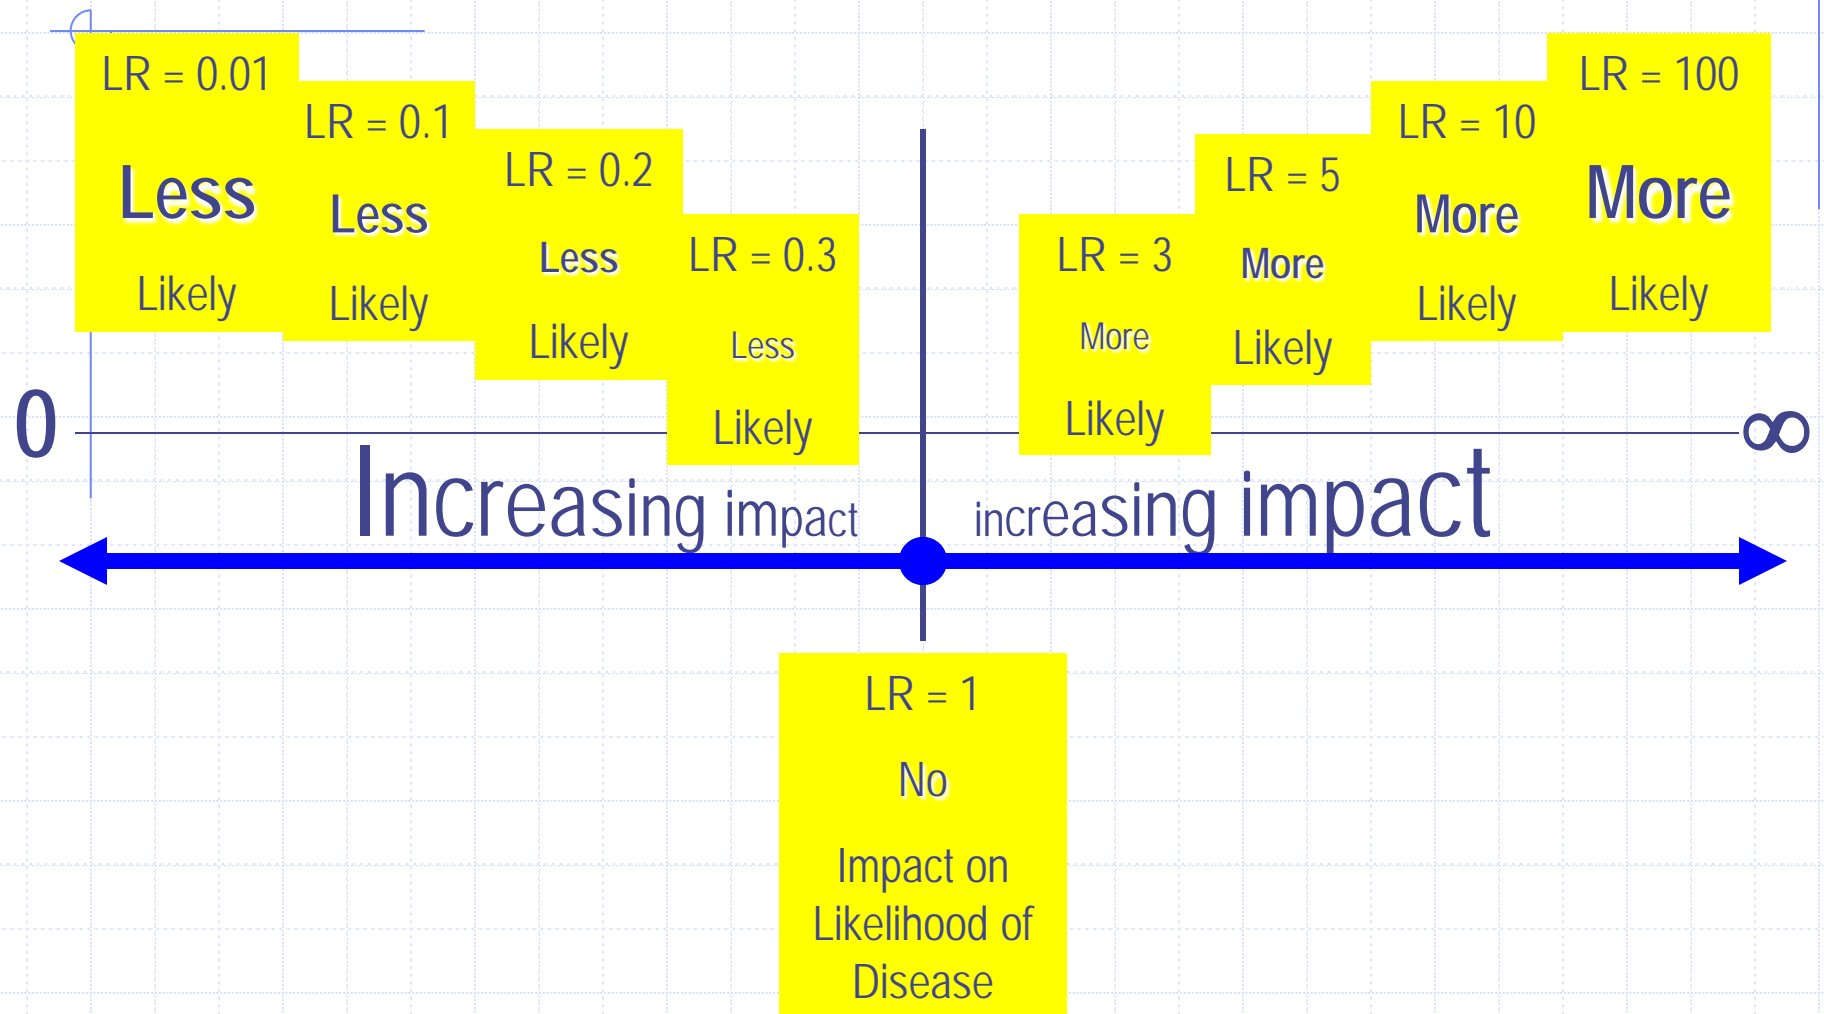 LR = 0.01
Less
Likely
LR = 0.1
Less
Likely
LR = 0.2
Less
Likely
LR = 0.3
Less
Likely
LR = 3
More
Likely
LR = 5
More
Likely
LR = 10
More
Likely
LR = 100
More
Likely
0
∞
Increasing impact
increasing impact
LR = 1
No
Impact on
Likelihood of
Disease